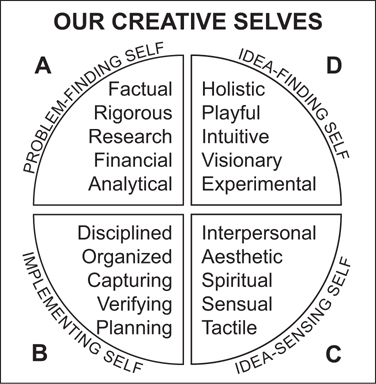 OUR CREATIVE SELVES
A
PROBLEM-FINDING SELF
Factual
Rigorous
Research
Financial
Analytical
D
IDEA-FINDING SELF
Holistic
Playful
Intuitive
Visionary
Experimental
B
IMPLEMENTING SELF
Disciplined
Organized
Capturing
Verifying
Planning
C
IDEA-SENSING SELF
Interpersonal
Aesthetic
Spiritual
Sensual
Tactile